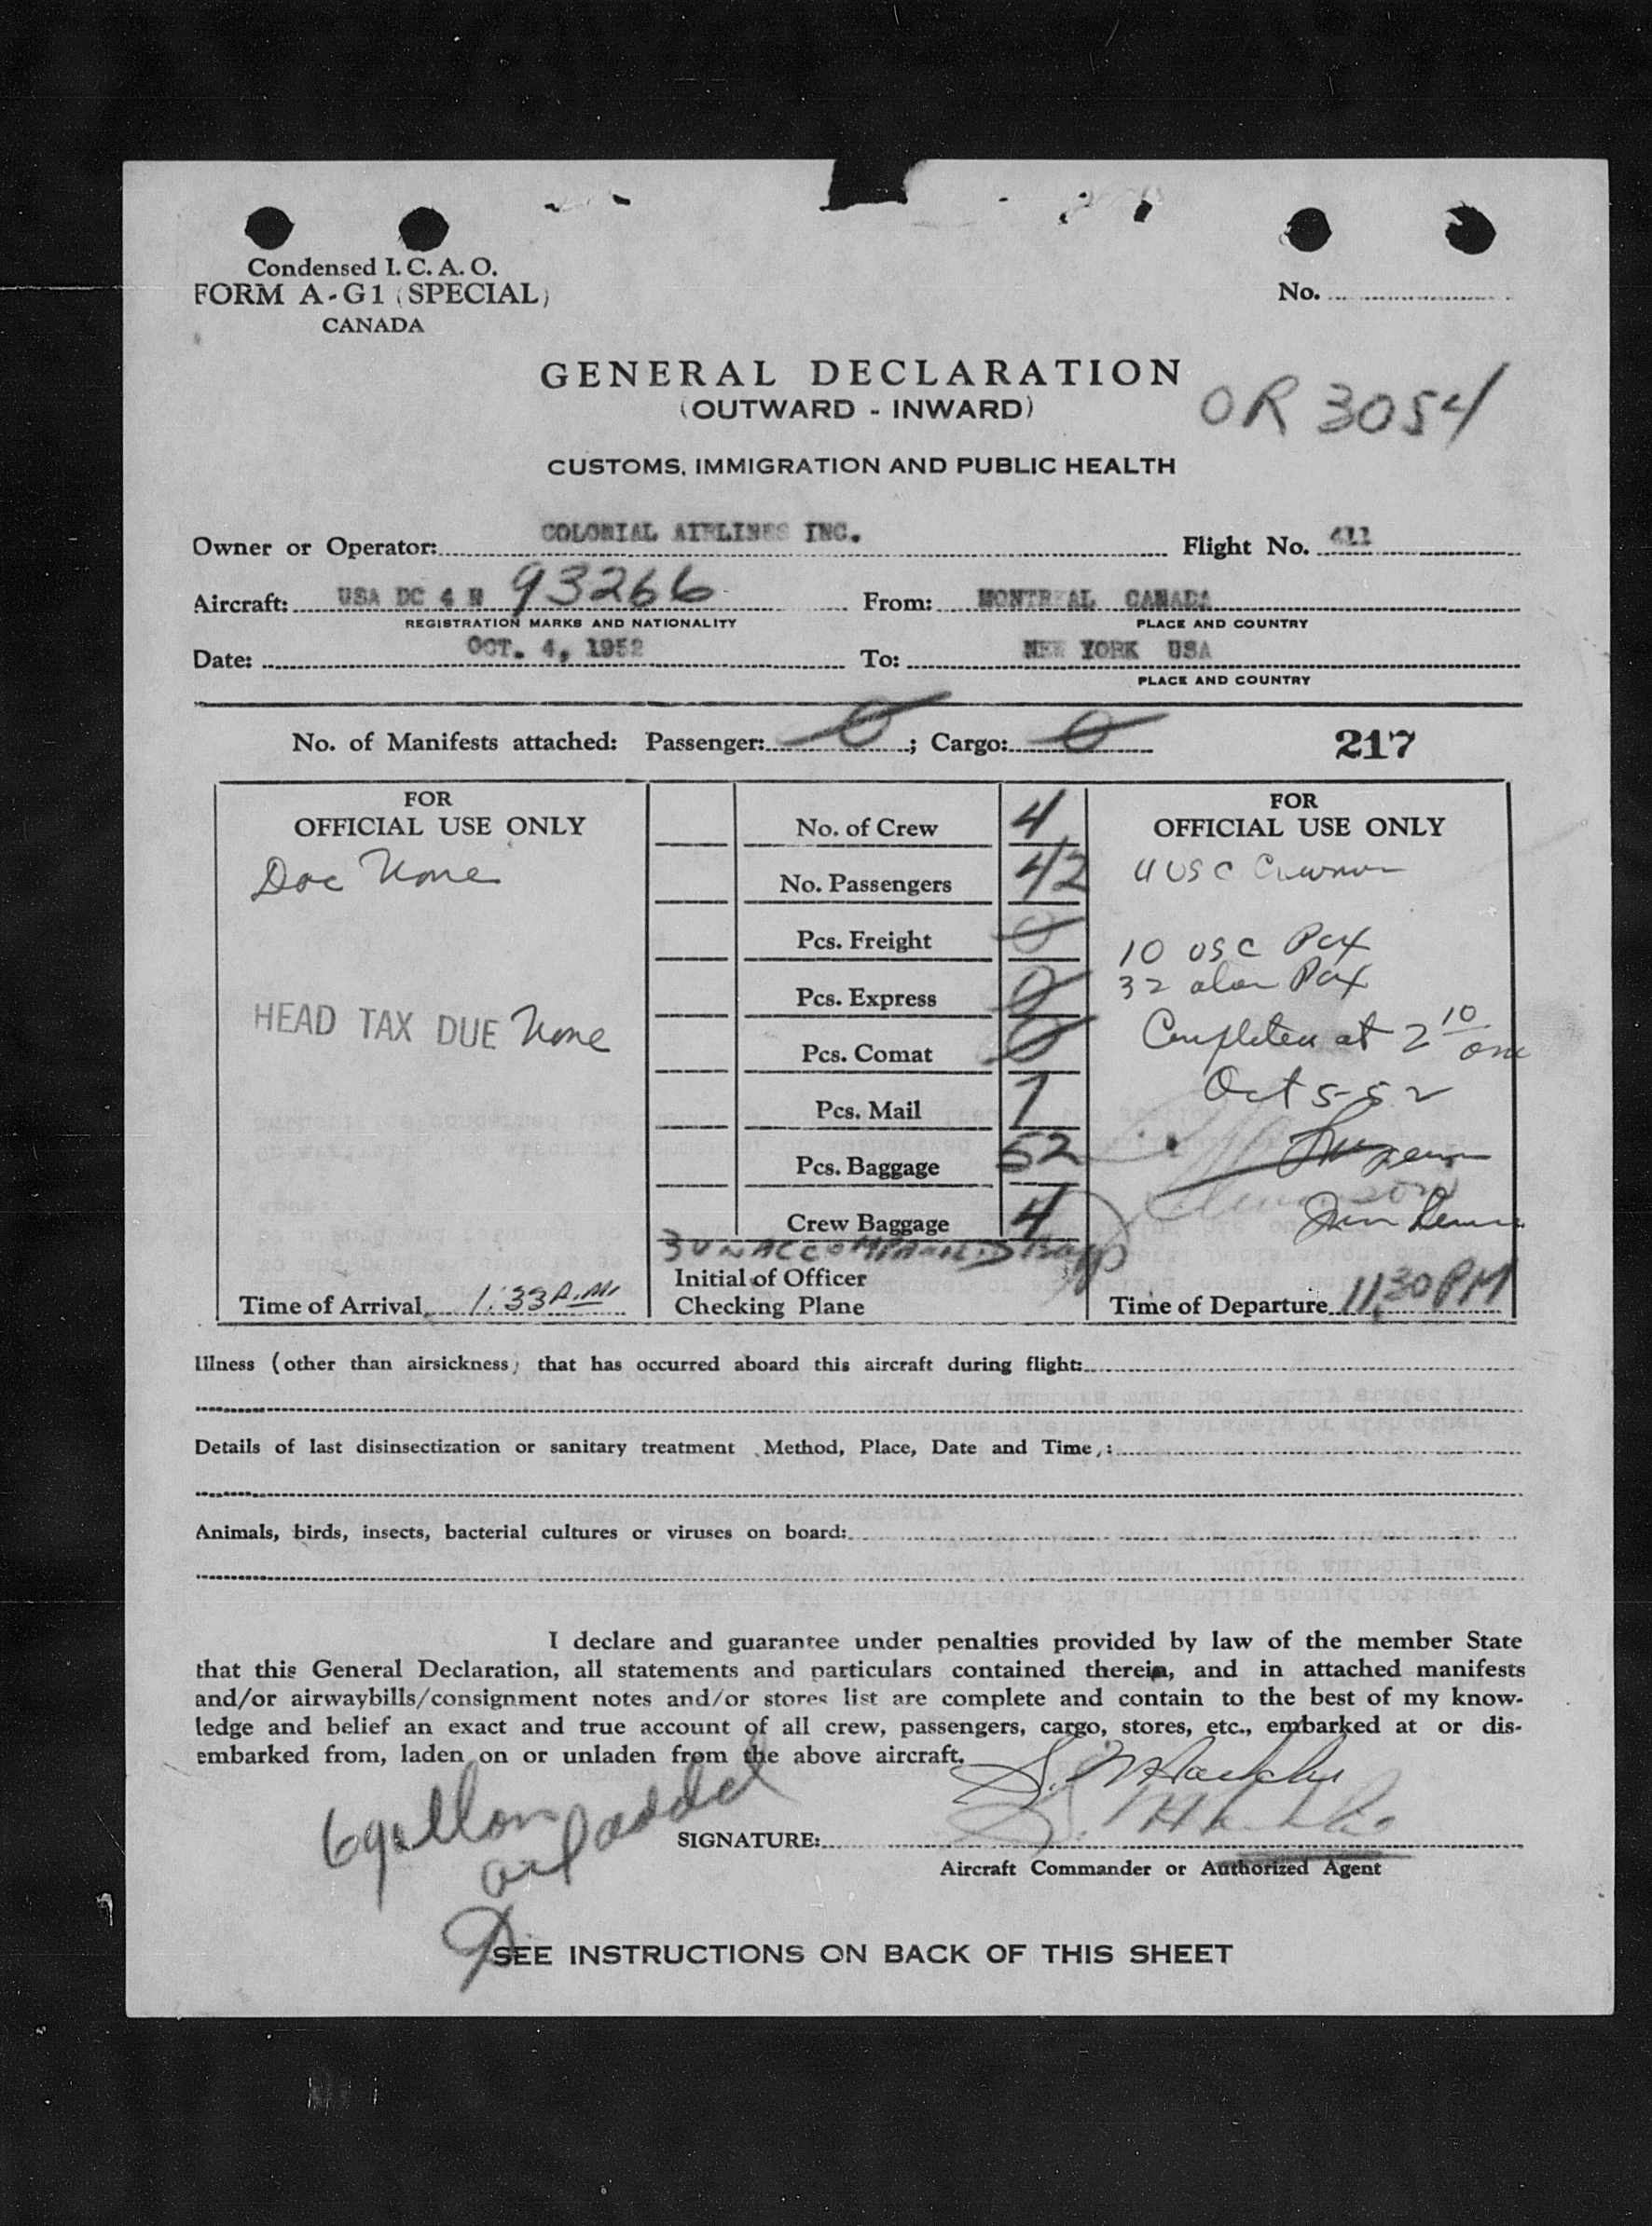 Condensed I. C. A. O.
FORM A-G1 (SPECIAL)
CANADA
No.
GENERAL DECLARATION
(OUTWARD - INWARD)
OR 3054
CUSTOMS, IMMIGRATION AND PUBLIC HEALTH
Owner or Operator: COLONIAL AIRLINES INC. Flight No. 411
Aircraft: USA DC 4 N 93266 From: MONTREAL CANADA
REGISTRATION MARKS AND NATIONALITY PLACE AND COUNTRY
Date: OCT. 4, 1952 To: NEW YORK USA
PLACE AND COUNTRY
No. of Manifests attached: Passenger: 0; Cargo: 0 217
FOR
OFFICIAL USE ONLY
Doc None
HEAD TAX DUE None
Time of Arrival 1:33 A.M.
No. of Crew 4
No. Passengers 42
Pcs. Freight 0
Pcs. Express 0
Pcs. Comat 0
Pcs. Mail 7
Pcs. Baggage 52
Crew Baggage 4
3 UNACCOMPANIED Bags
Initial of Officer
Checking Plane
FOR
OFFICIAL USE ONLY
4 USC Crewmen
10 USC Pax
32 alien Pax
Completed at 2 10 am
Oct 5-52
Time of Departure 11,30 PM
Illness (other than airsickness) that has occurred aboard this aircraft during flight:
Details of last disinsectization or sanitary treatment Method, Place, Date and Time,:
Animals, birds, insects, bacterial cultures or viruses on board:
I declare and guarantee under penalties provided by law of the member State
that this General Declaration, all statements and particulars contained therein, and in attached manifests
and/or airwaybills/consignment notes and/or stores list are complete and contain to the best of my know-
ledge and belief an exact and true account of all crew, passengers, cargo, stores, etc., embarked at or dis-
embarked from, laden on or unladen from the above aircraft.
6 gallon
oil added
SIGNATURE:
Aircraft Commander or Authorized Agent
SEE INSTRUCTIONS ON BACK OF THIS SHEET